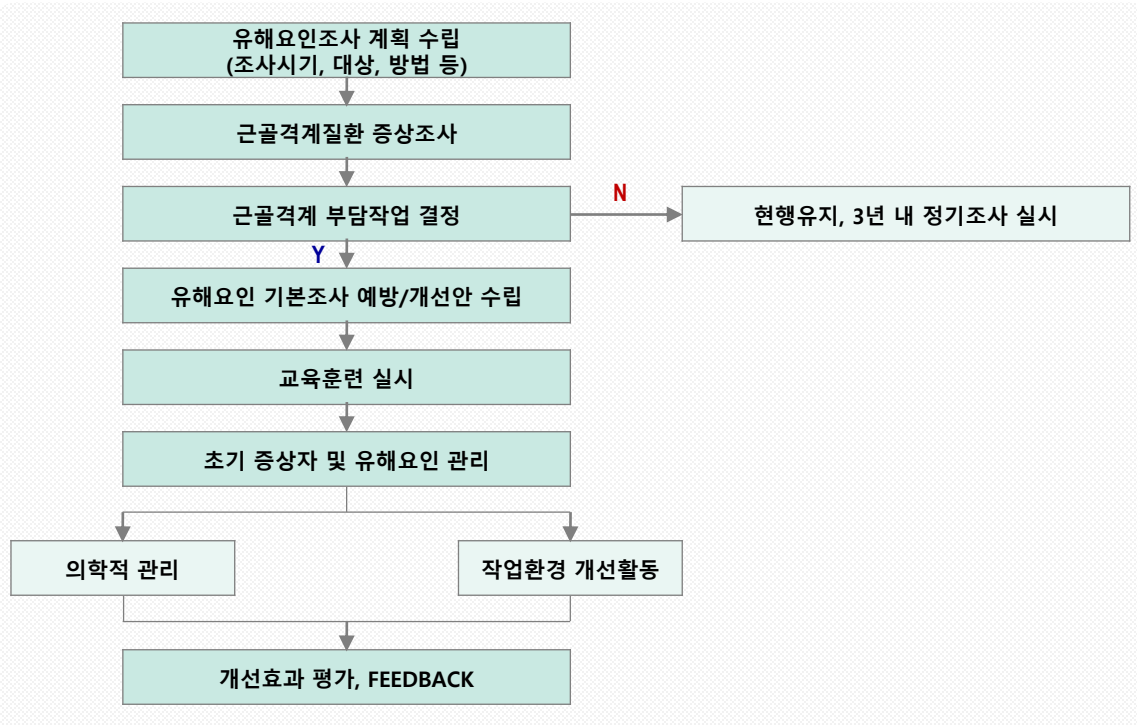 유해요인조사 계획 수립
(조사시기, 대상, 방법 등)
근골격계질환 증상조사
근골격계 부담작업 결정
N
현행유지, 3년 내 정기조사 실시
Y
유해요인 기본조사 예방/개선안 수립
교육훈련 실시
초기 증상자 및 유해요인 관리
의학적 관리
작업환경 개선활동
개선효과 평가, FEEDBACK